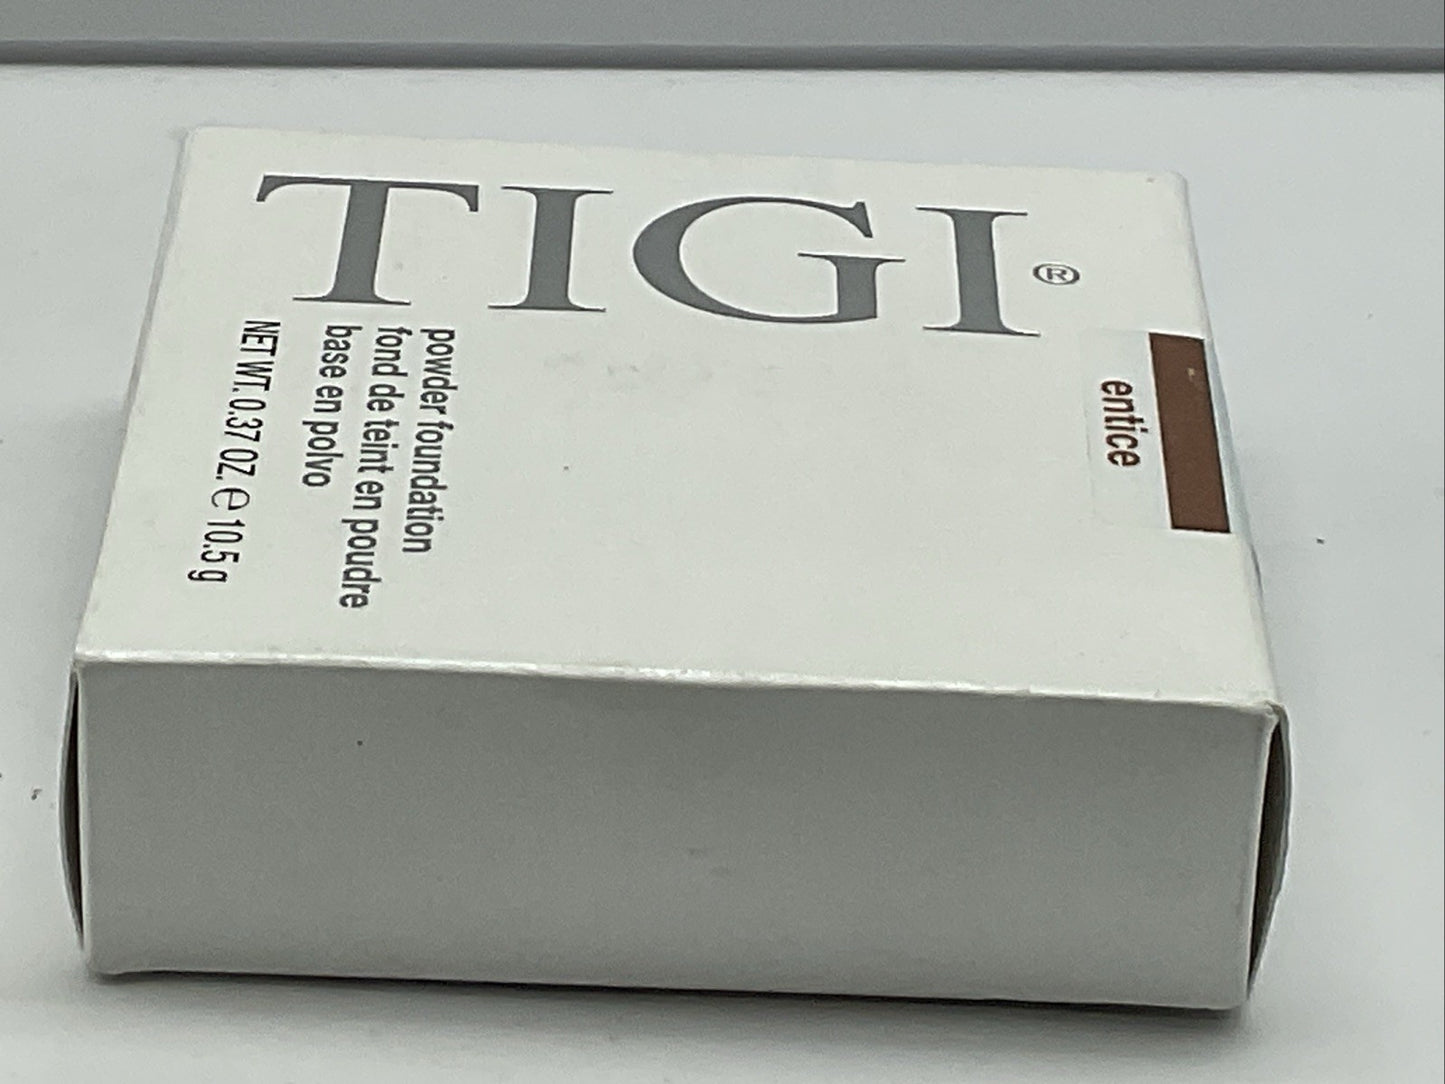 TIGI®
entice
powder foundation
fond de teint en poudre
base en polvo
NET WT. 0.37 OZ. ℮ 10.5 g